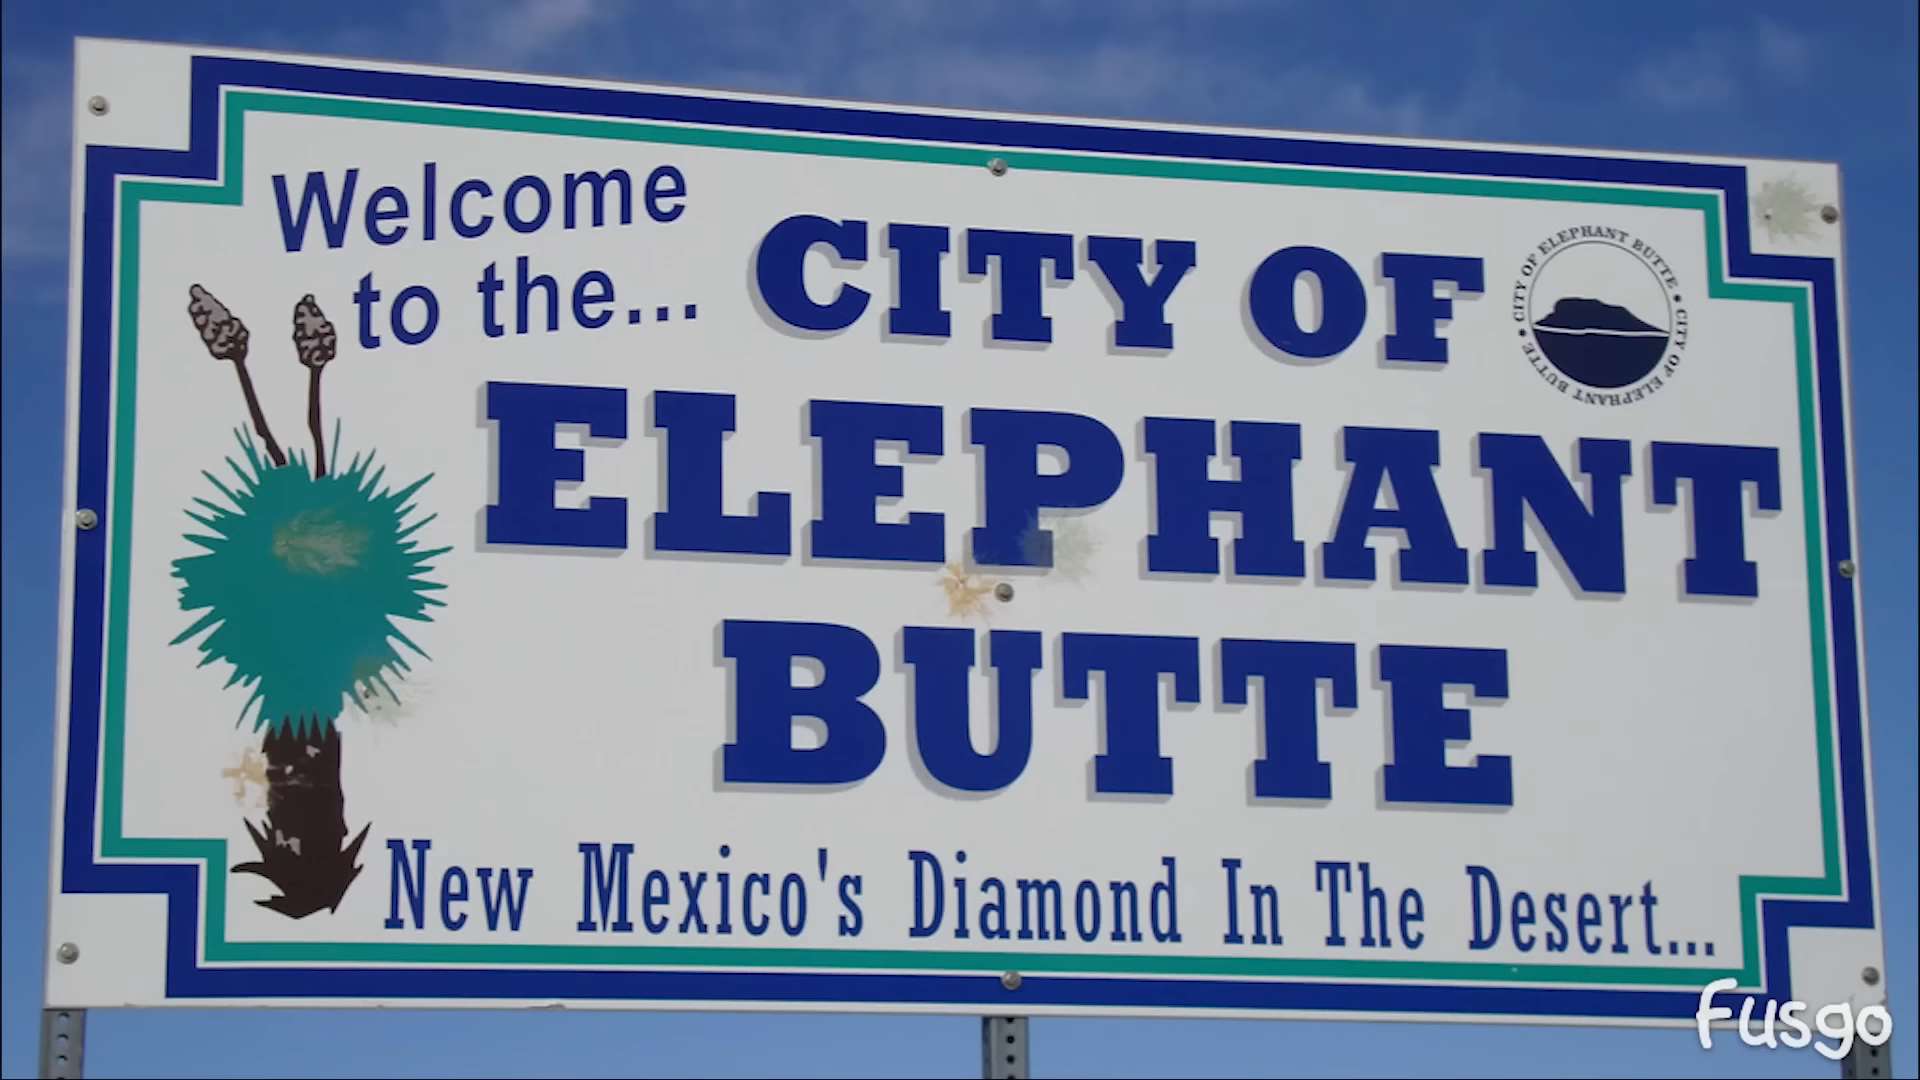 Welcome
to the...
CITY OF
ELEPHANT
BUTTE
New Mexico's Diamond In The Desert...
CITY OF ELEPHANT BUTTE • CITY OF ELEPHANT BUTTE •
Fusgo